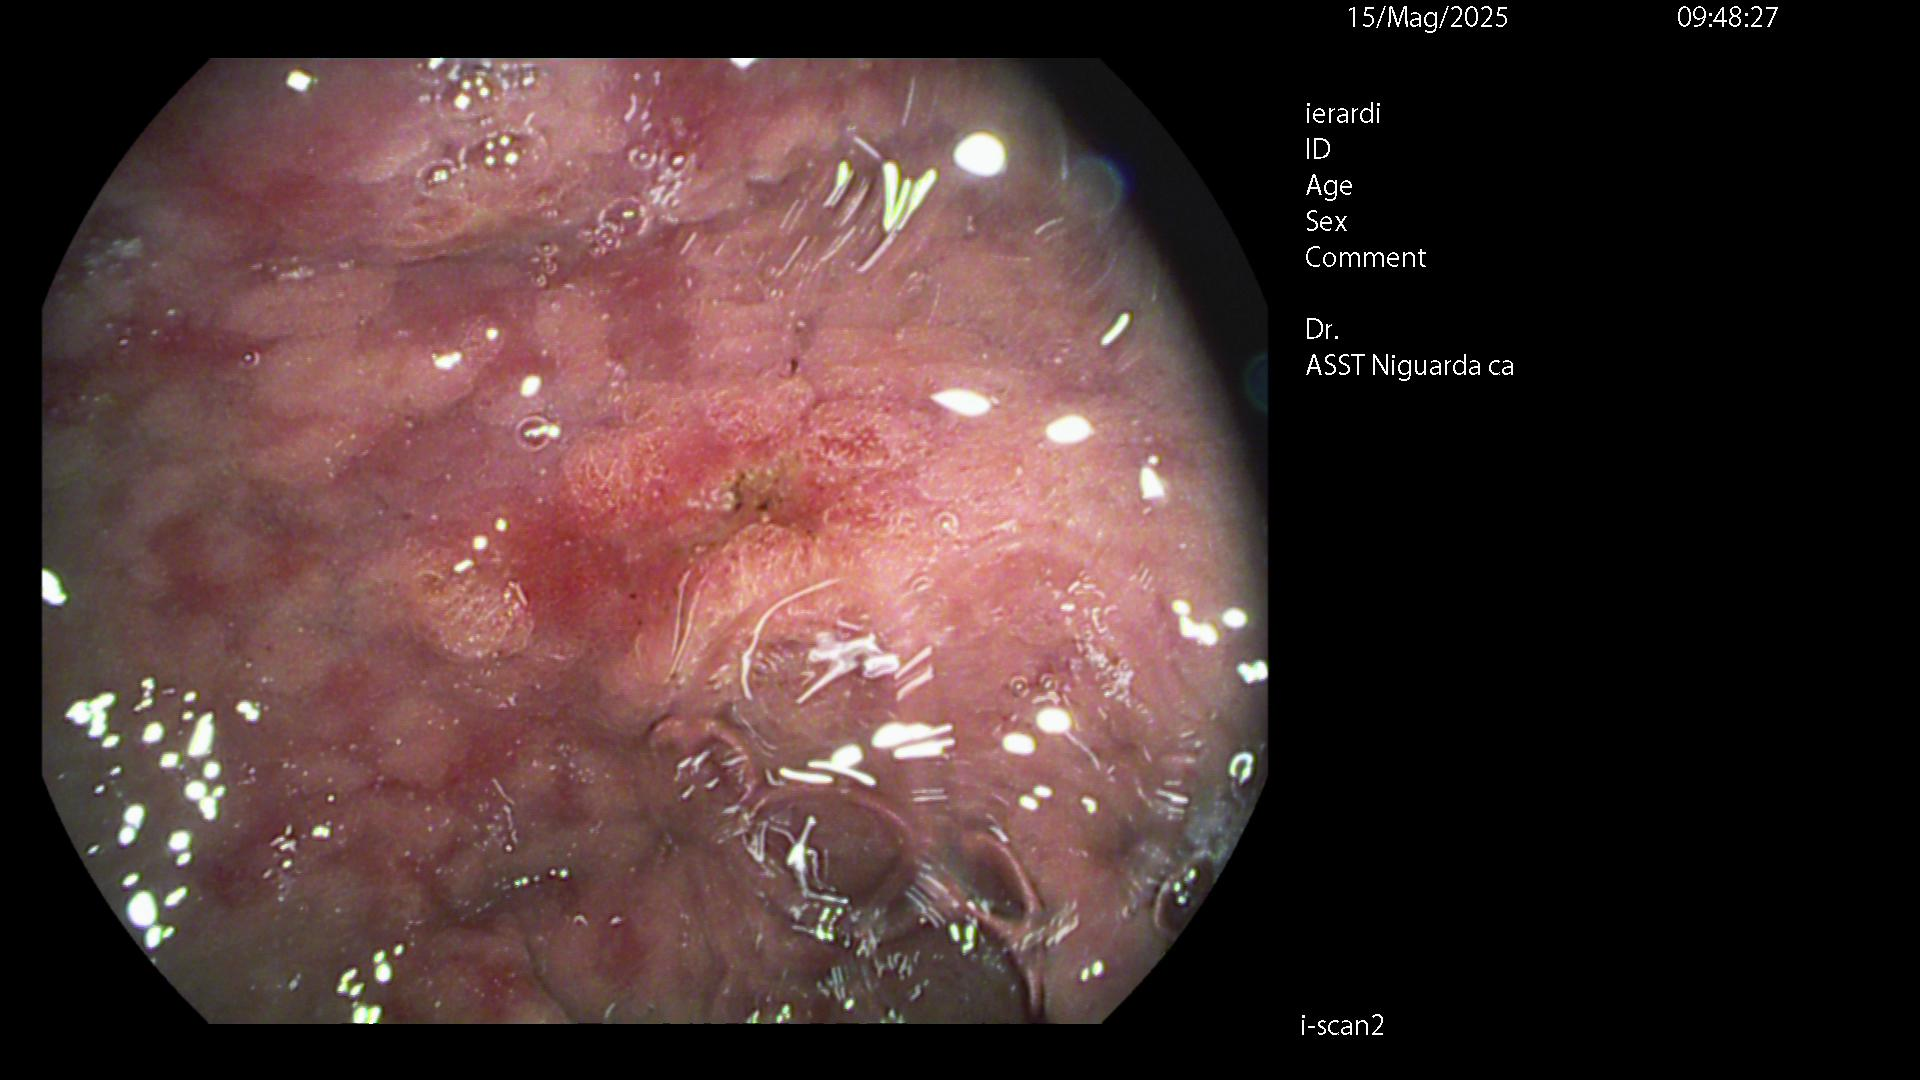 15/Mag/2025 09:48:27
ierardi
ID
Age
Sex
Comment
Dr.
ASST Niguarda ca
i-scan2